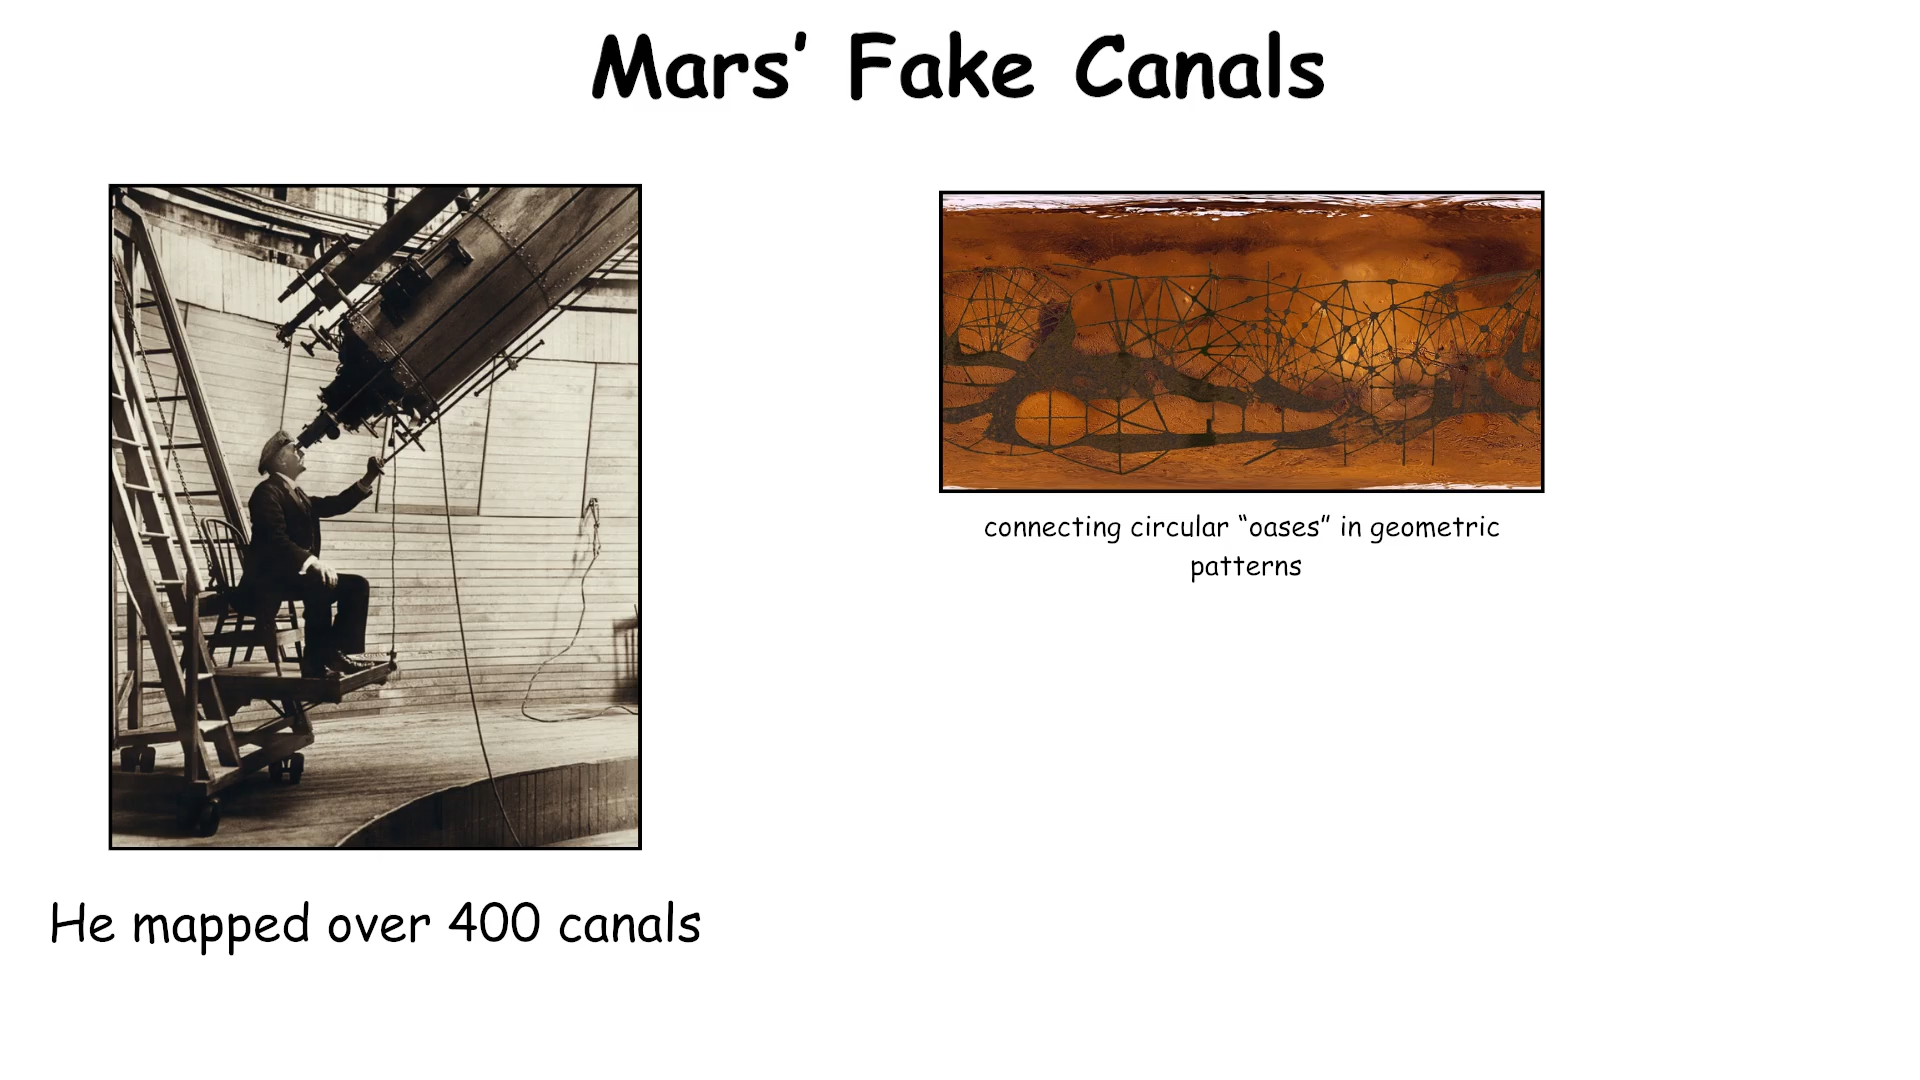 Mars’ Fake Canals
He mapped over 400 canals
connecting circular “oases” in geometric
patterns